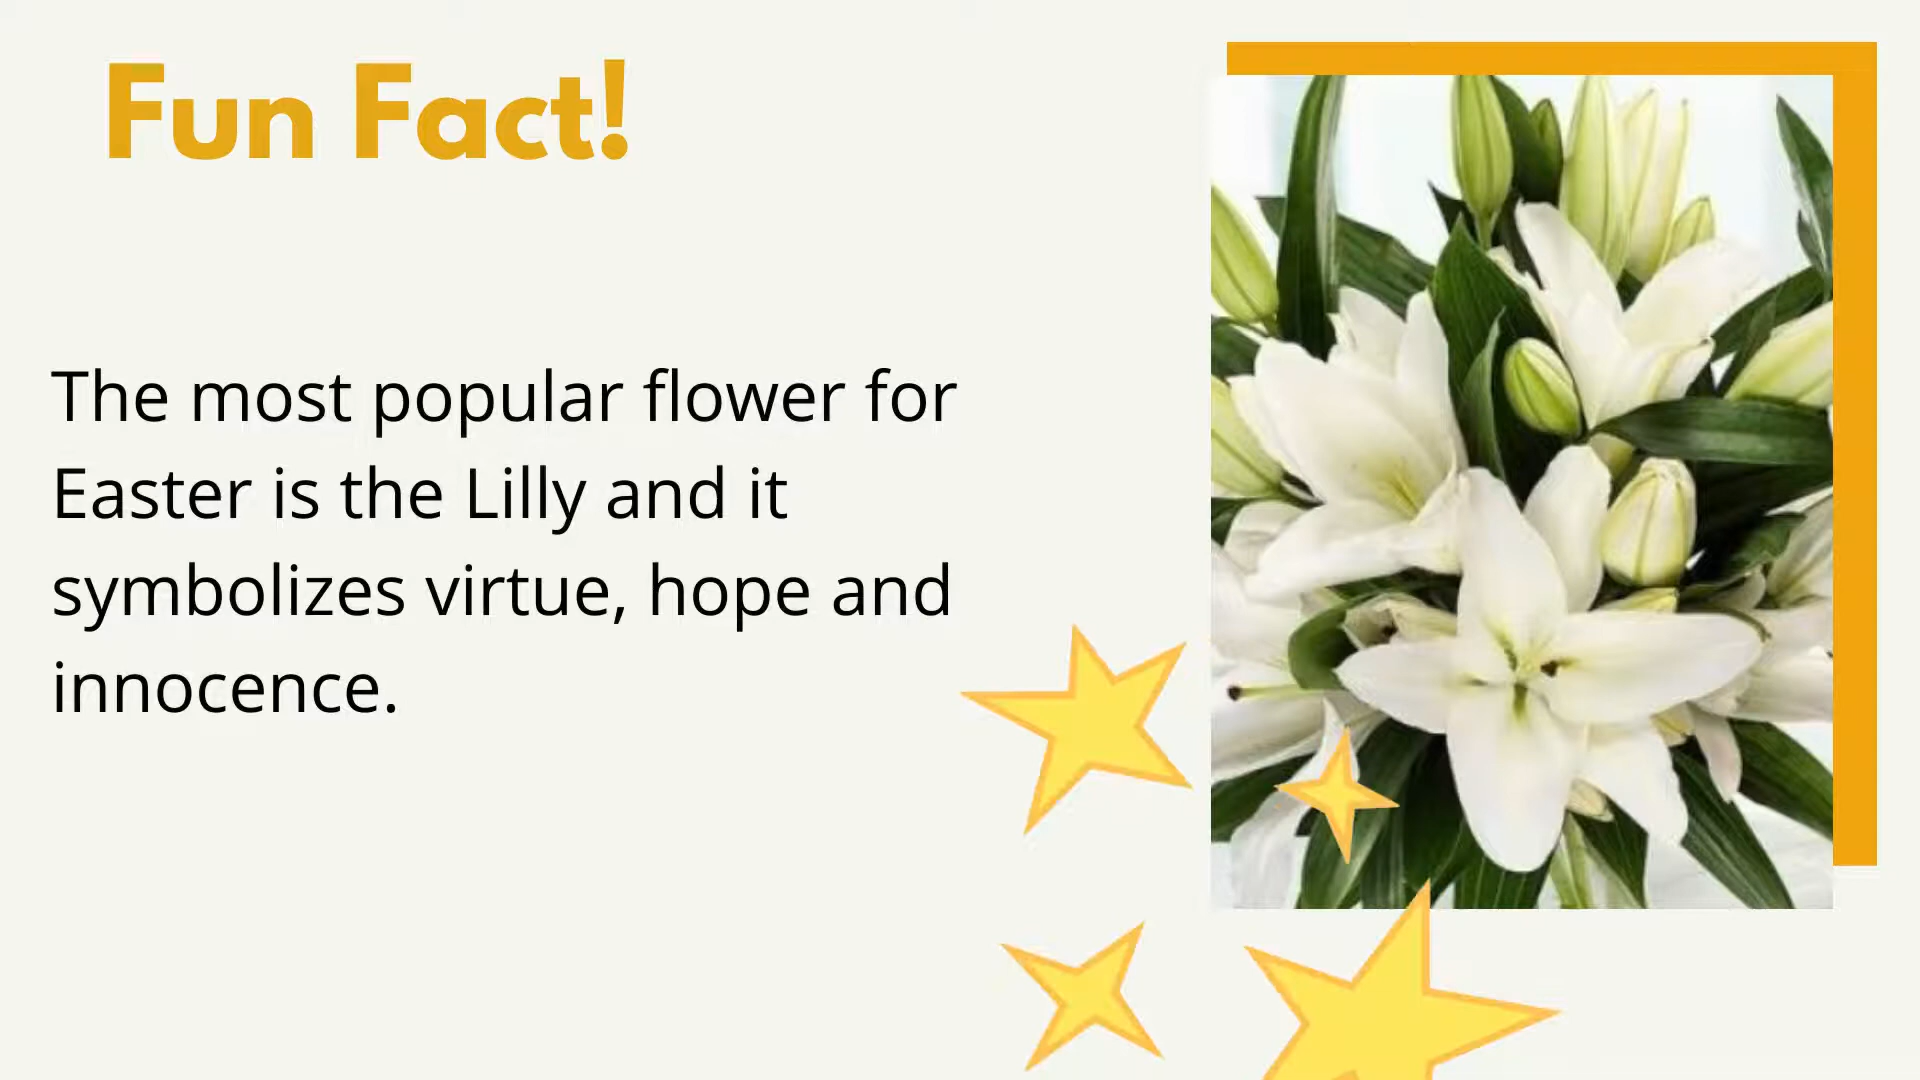 Fun Fact!
The most popular flower for
Easter is the Lilly and it
symbolizes virtue, hope and
innocence.